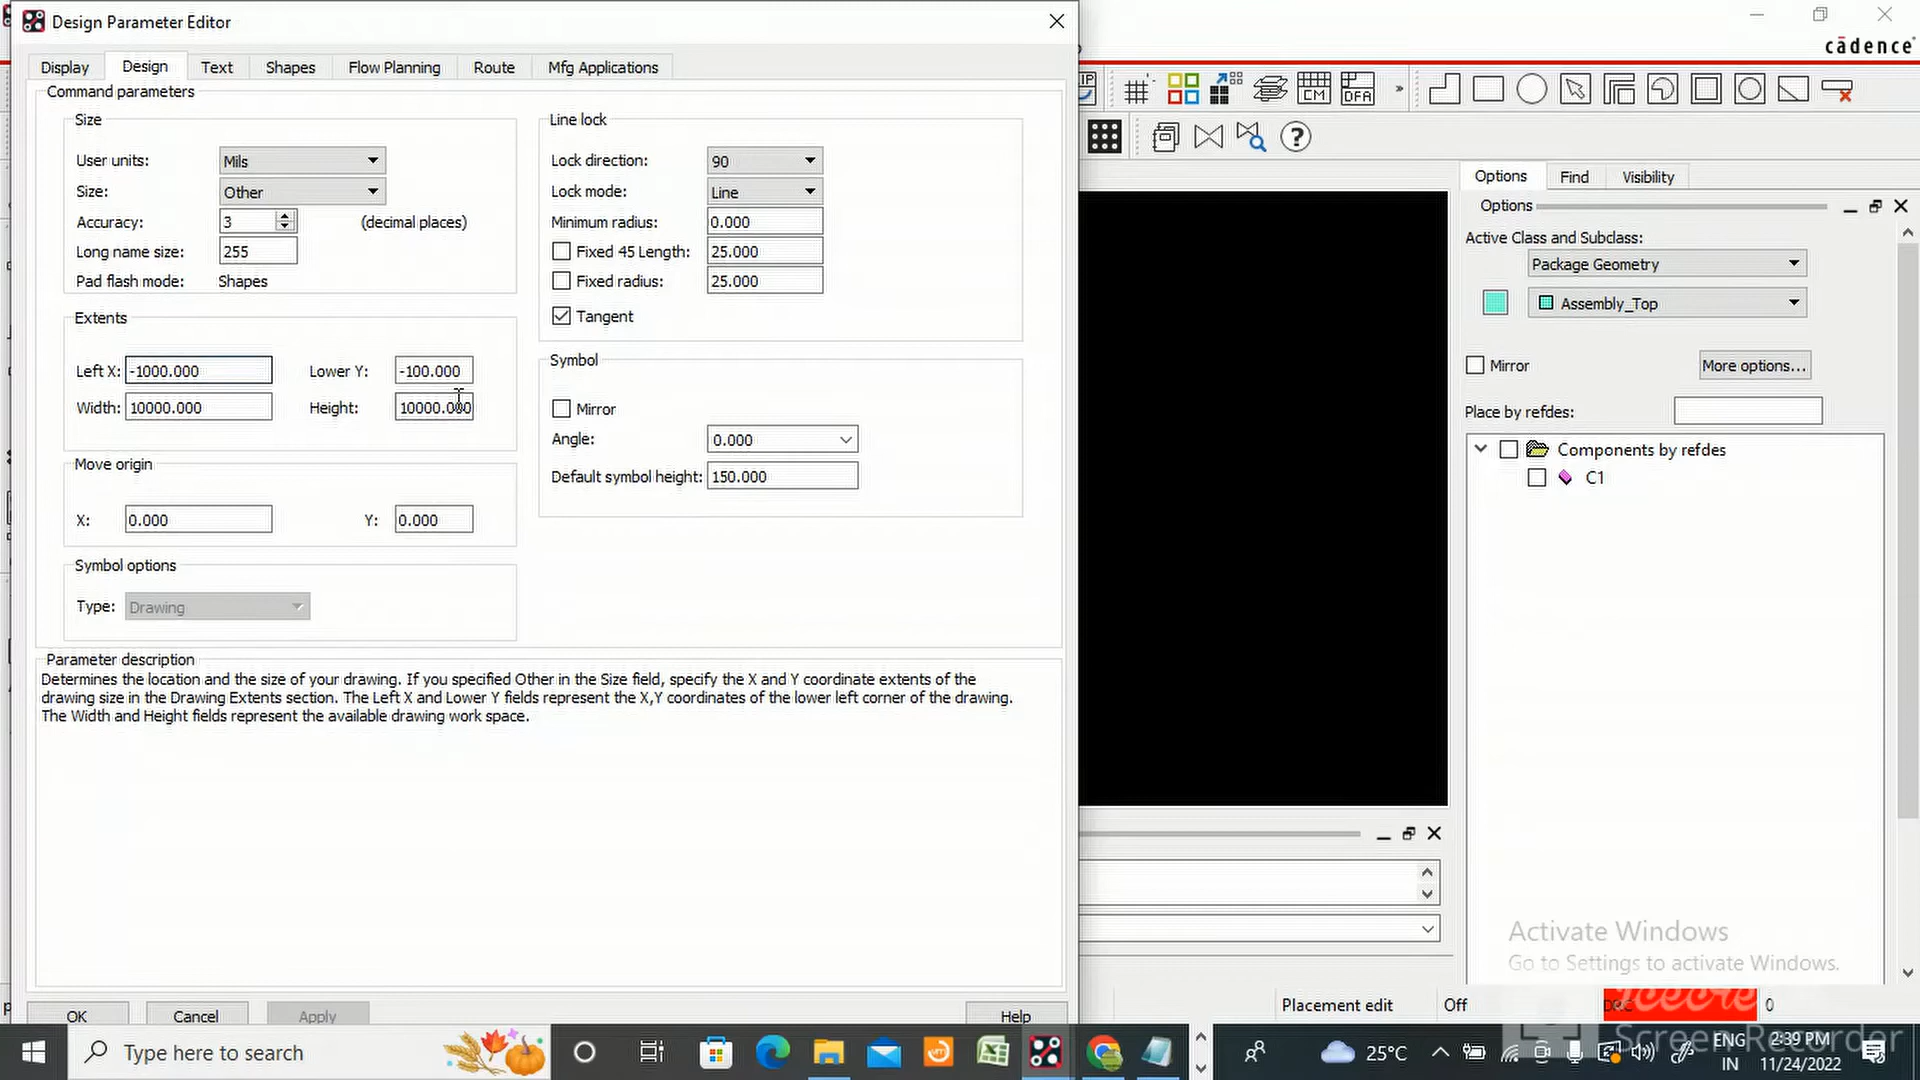 Design Parameter Editor
cādence
Display Design Text Shapes Flow Planning Route Mfg Applications
Command parameters
Size
User units: Mils
Size: Other
Accuracy: 3 (decimal places)
Long name size: 255
Pad flash mode: Shapes
Extents
Left X: -1000.000 Lower Y: -100.000
Width: 10000.000 Height: 10000.000
Move origin
X: 0.000 Y: 0.000
Symbol options
Type: Drawing
Line lock
Lock direction: 90
Lock mode: Line
Minimum radius: 0.000
Fixed 45 Length: 25.000
Fixed radius: 25.000
Tangent
Symbol
Mirror
Angle: 0.000
Default symbol height: 150.000
Parameter description
Determines the location and the size of your drawing. If you specified Other in the Size field, specify the X and Y coordinate extents of the
drawing size in the Drawing Extents section. The Left X and Lower Y fields represent the X,Y coordinates of the lower left corner of the drawing.
The Width and Height fields represent the available drawing work space.
OK Cancel Apply Help
CM DFA »
Options Find Visibility
Options
Active Class and Subclass:
Package Geometry
Assembly_Top
Mirror More options...
Place by refdes:
Components by refdes
C1
Activate Windows
Go to Settings to activate Windows.
Placement edit Off DRC 0
Screen Recorder
Type here to search
25°C
ENG
IN
2:39 PM
11/24/2022